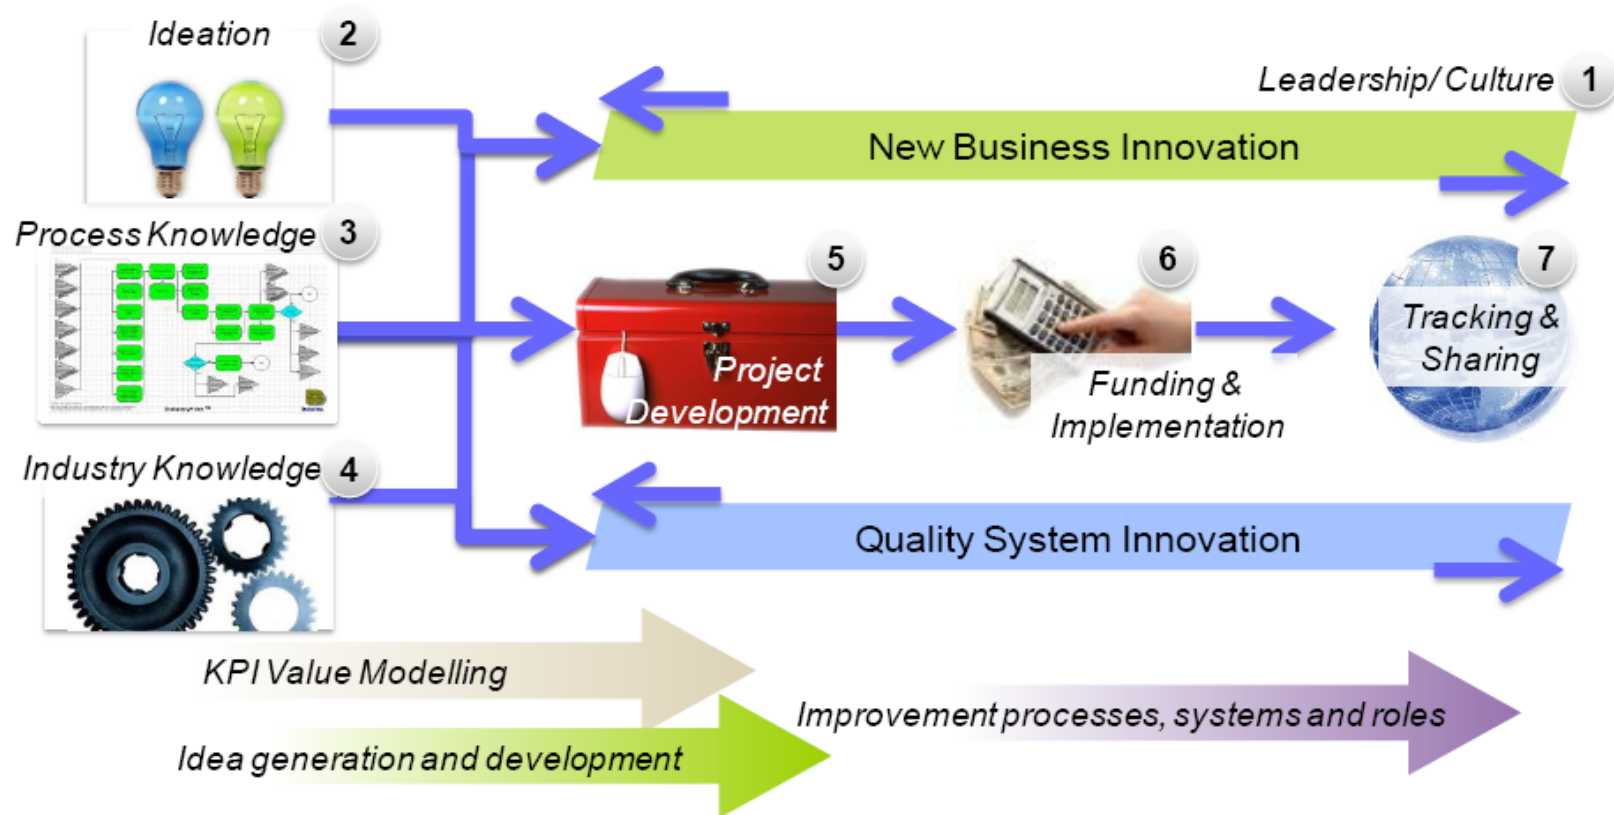 Ideation 2
Leadership/ Culture 1
New Business Innovation
Process Knowledge 3
5
6
7
Project
Development
Funding &
Implementation
Tracking &
Sharing
Industry Knowledge 4
Quality System Innovation
KPI Value Modelling
Improvement processes, systems and roles
Idea generation and development